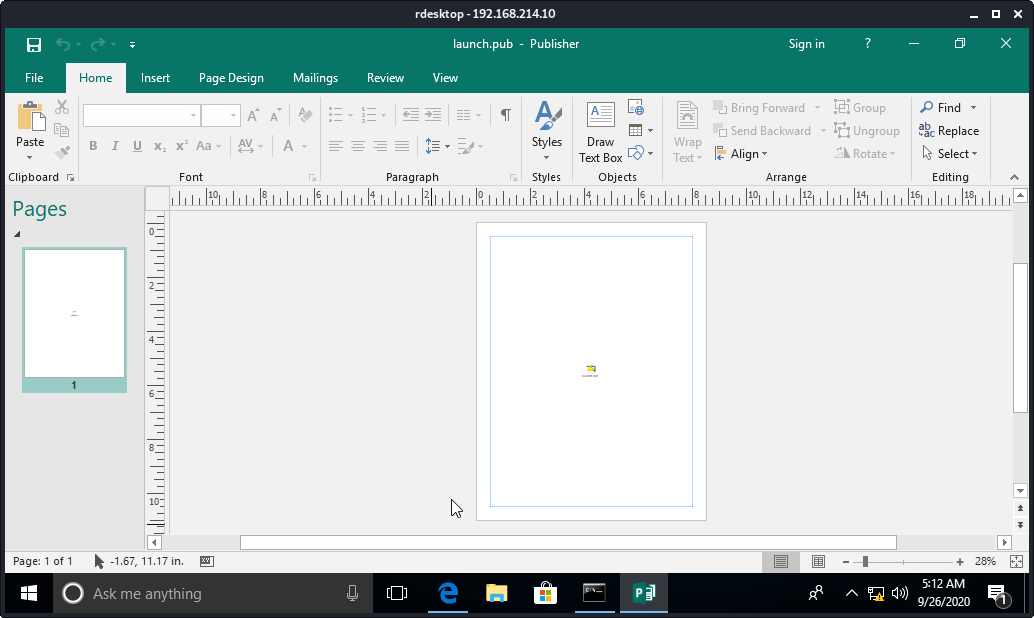 rdesktop - 192.168.214.10
launch.pub - Publisher
Sign in
?
File Home Insert Page Design Mailings Review View
Paste
B I U x₂ x² Aa AV A
Styles
Draw
Text Box
Wrap
Text
Bring Forward
Send Backward
Align
Group
Ungroup
Rotate
Find
Replace
Select
Clipboard Font Paragraph Styles Objects Arrange Editing
Pages
10 8 6 4 2 0 2 4 6 8 10 12 14 16 18
0
2
4
6
8
10
1
Page: 1 of 1
-1.67, 11.17 in.
28%
Ask me anything
5:12 AM
9/26/2020
1